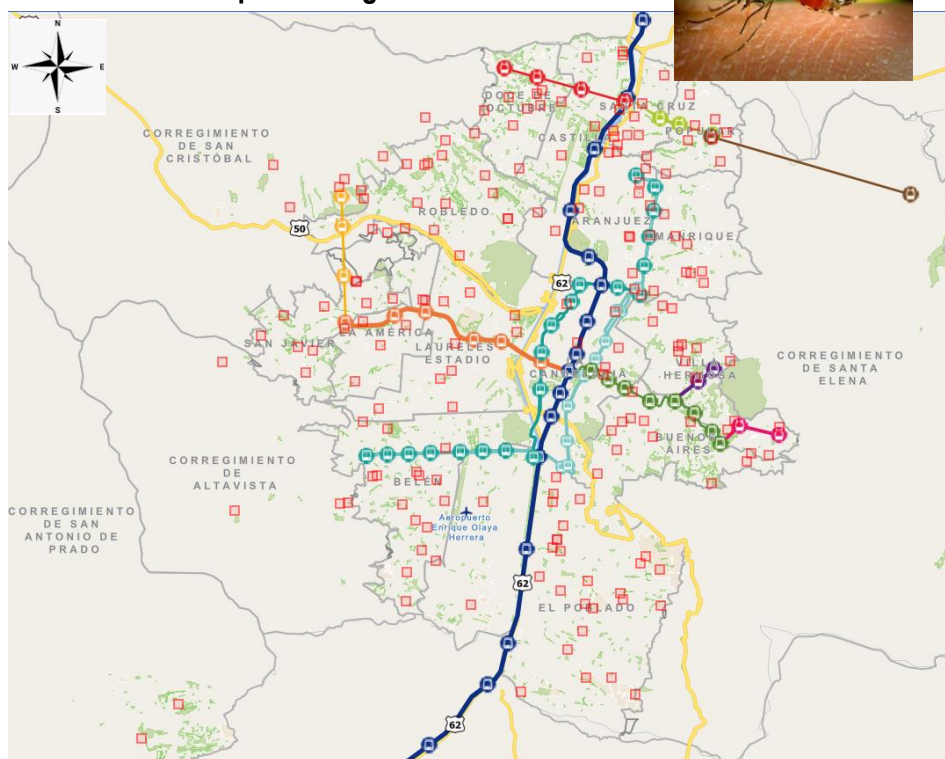 N
W
E
S
DOCE DE
OCTUBRE
SANTA CRUZ
POPULAR
CORREGIMIENTO
DE SAN
CRISTÓBAL
ROBLEDO
ARANJUEZ
50
MANRIQUE
62
LA AMÉRICA
SAN JAVIER
LAURELES
ESTADIO
VILLA
HERMOSA
CORREGIMIENTO
DE SANTA
ELENA
BUENOS
AIRES
CORREGIMIENTO
DE
ALTAVISTA
BELÉN
CORREGIMIENTO
DE SAN
ANTONIO DE
PRADO
Aeropuerto
Enrique Olaya
Herrera
62
EL POBLADO
62